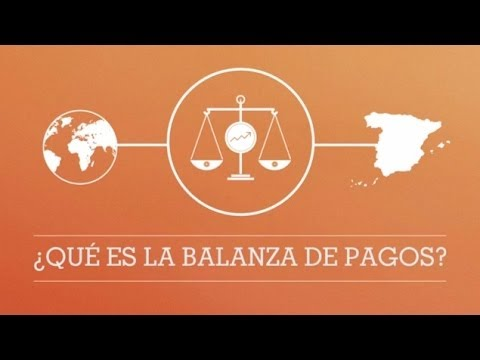 ¿QUÉ ES LA BALANZA DE PAGOS?